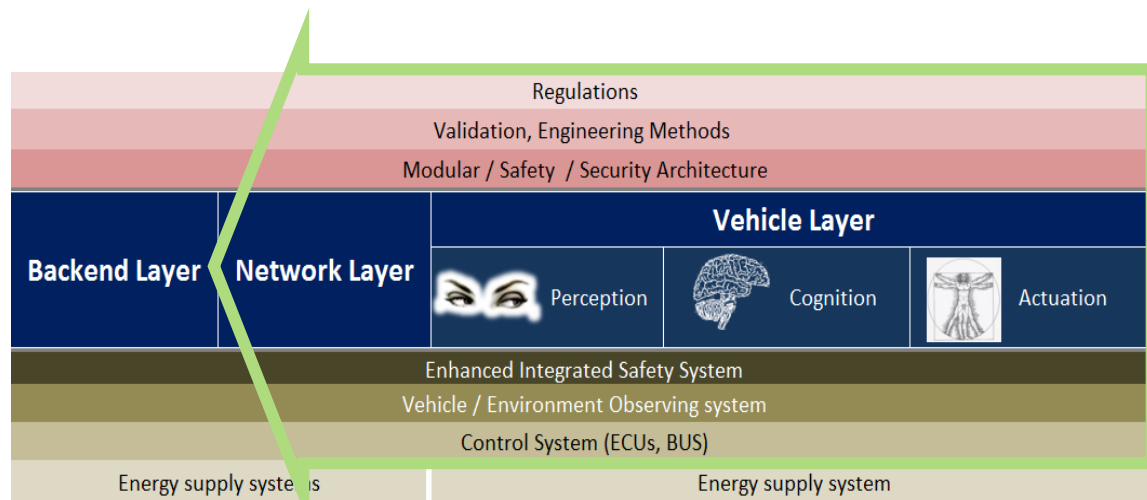 Regulations
Validation, Engineering Methods
Modular / Safety  / Security Architecture
Vehicle Layer
Backend Layer
Network Layer
Perception
Cognition
Actuation
Enhanced Integrated Safety System
Vehicle / Environment Observing system
Control System (ECUs, BUS)
Energy supply systems
Energy supply system